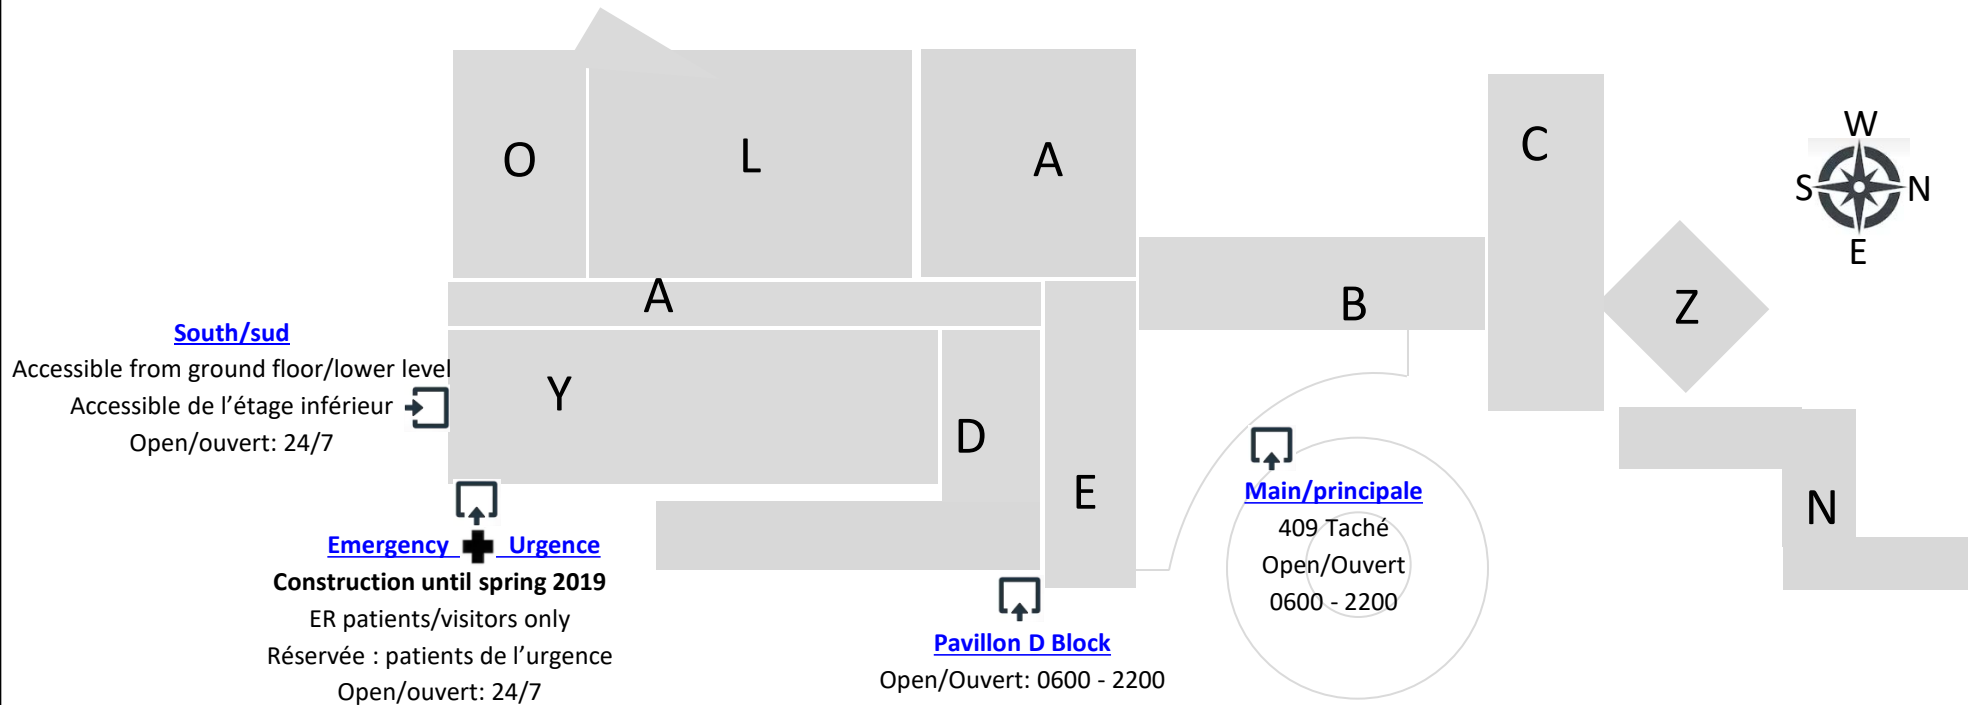 O
L
A
C
W
S
N
E
A
B
Z
South/sud
Accessible from ground floor/lower level
Accessible de l’étage inférieur
Open/ouvert: 24/7
Y
D
E
N
Emergency Urgence
Construction until spring 2019
ER patients/visitors only
Réservée : patients de l’urgence
Open/ouvert: 24/7
Pavillon D Block
Open/Ouvert: 0600 - 2200
Main/principale
409 Taché
Open/Ouvert
0600 - 2200